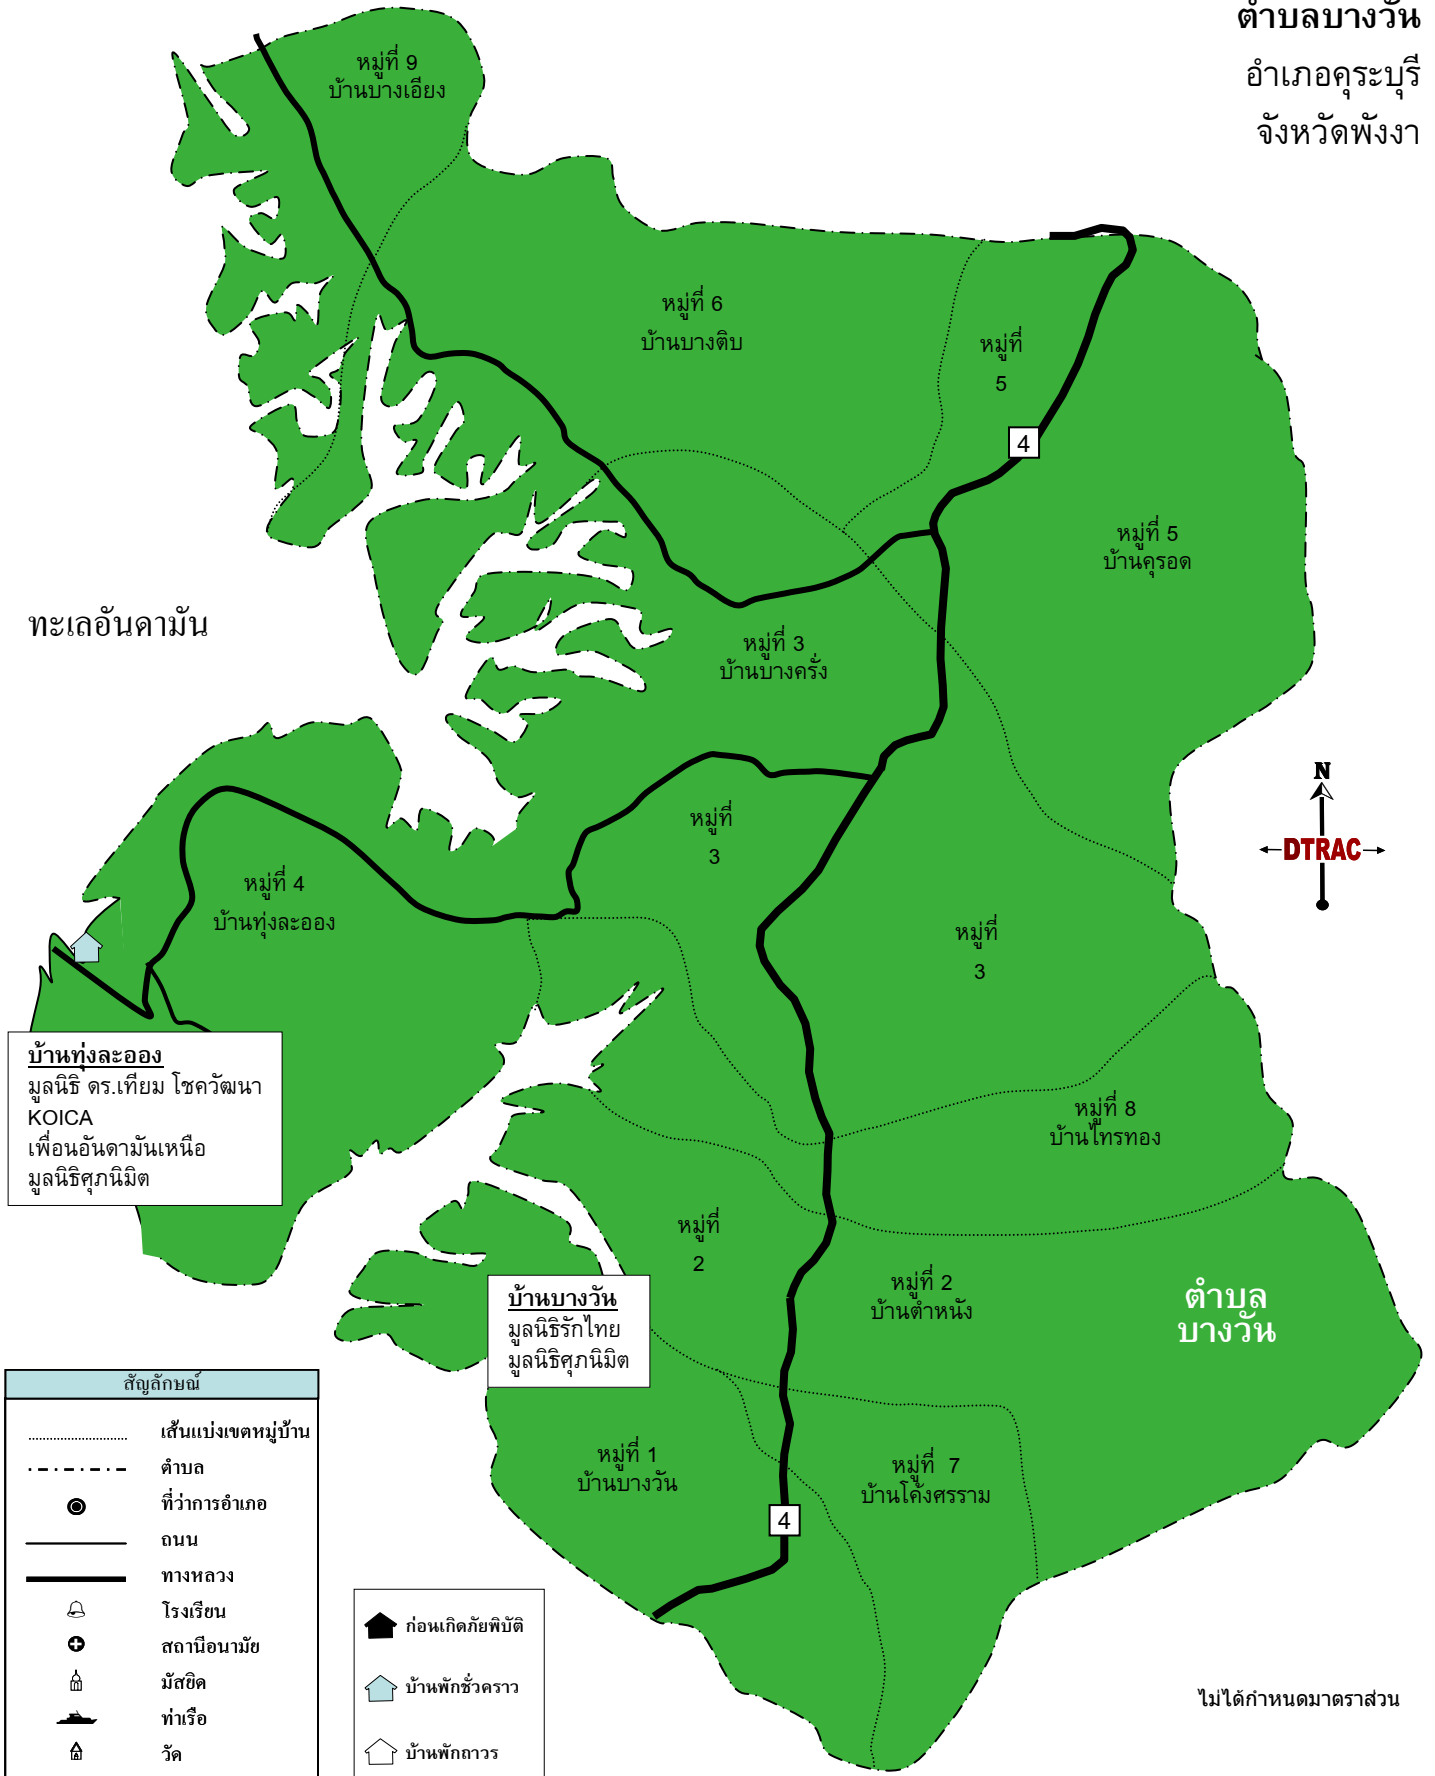 ตำบลบางวัน
อำเภอคุระบุรี
จังหวัดพังงา
หมู่ที่ 9
บ้านบางเอียง
หมู่ที่ 6
บ้านบางติบ
หมู่ที่
5
4
หมู่ที่ 5
บ้านคุรอด
ทะเลอันดามัน
หมู่ที่ 3
บ้านบางครั่ง
N
DTRAC
หมู่ที่
3
หมู่ที่ 4
บ้านทุ่งละออง
หมู่ที่
3
บ้านทุ่งละออง
มูลนิธิ ดร.เทียม โชควัฒนา
KOICA
เพื่อนอันดามันเหนือ
มูลนิธิศุภนิมิต
หมู่ที่ 8
บ้านไทรทอง
หมู่ที่
2
หมู่ที่ 2
บ้านตำหนัง
ตำบล
บางวัน
บ้านบางวัน
มูลนิธิรักไทย
มูลนิธิศุภนิมิต
หมู่ที่ 1
บ้านบางวัน
หมู่ที่ 7
บ้านโค้งศรราม
4
สัญลักษณ์
เส้นแบ่งเขตหมู่บ้าน
ตำบล
ที่ว่าการอำเภอ
ถนน
ทางหลวง
โรงเรียน
สถานีอนามัย
มัสยิด
ท่าเรือ
วัด
ก่อนเกิดภัยพิบัติ
บ้านพักชั่วคราว
บ้านพักถาวร
ไม่ได้กำหนดมาตราส่วน